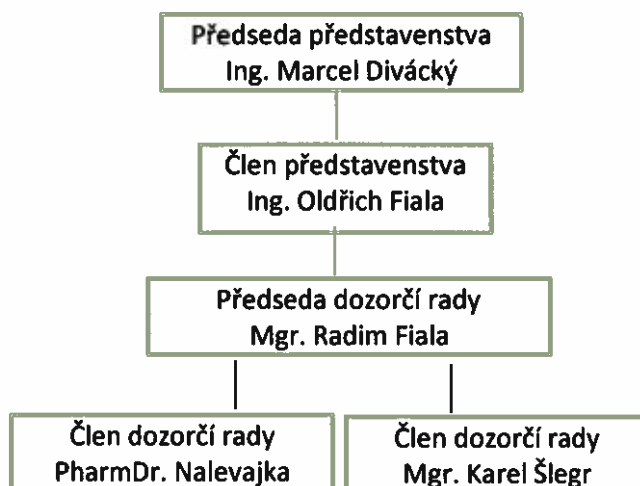 Předseda představenstva
Ing. Marcel Divácký
Člen představenstva
Ing. Oldřich Fiala
Předseda dozorčí rady
Mgr. Radim Fiala
Člen dozorčí rady
PharmDr. Nalevajka
Člen dozorčí rady
Mgr. Karel Šlegr